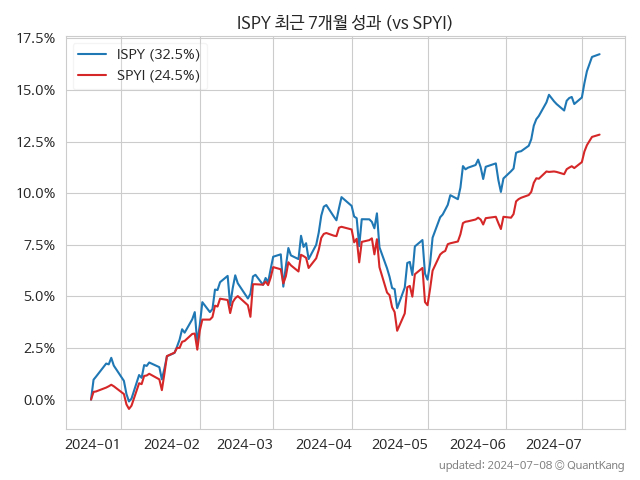 ISPY 최근 7개월 성과 (vs SPYI)
17.5%
ISPY (32.5%)
SPYI (24.5%)
15.0%
12.5%
10.0%
7.5%
5.0%
2.5%
0.0%
2024-01 2024-02 2024-03 2024-04 2024-05 2024-06 2024-07
updated: 2024-07-08 © QuantKang